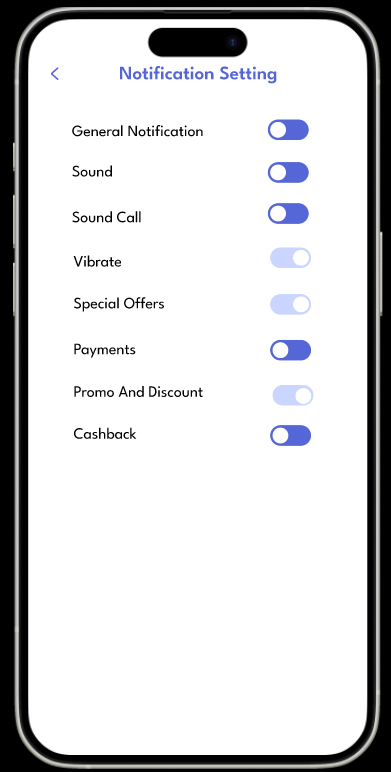 Notification Setting
General Notification
Sound
Sound Call
Vibrate
Special Offers
Payments
Promo And Discount
Cashback